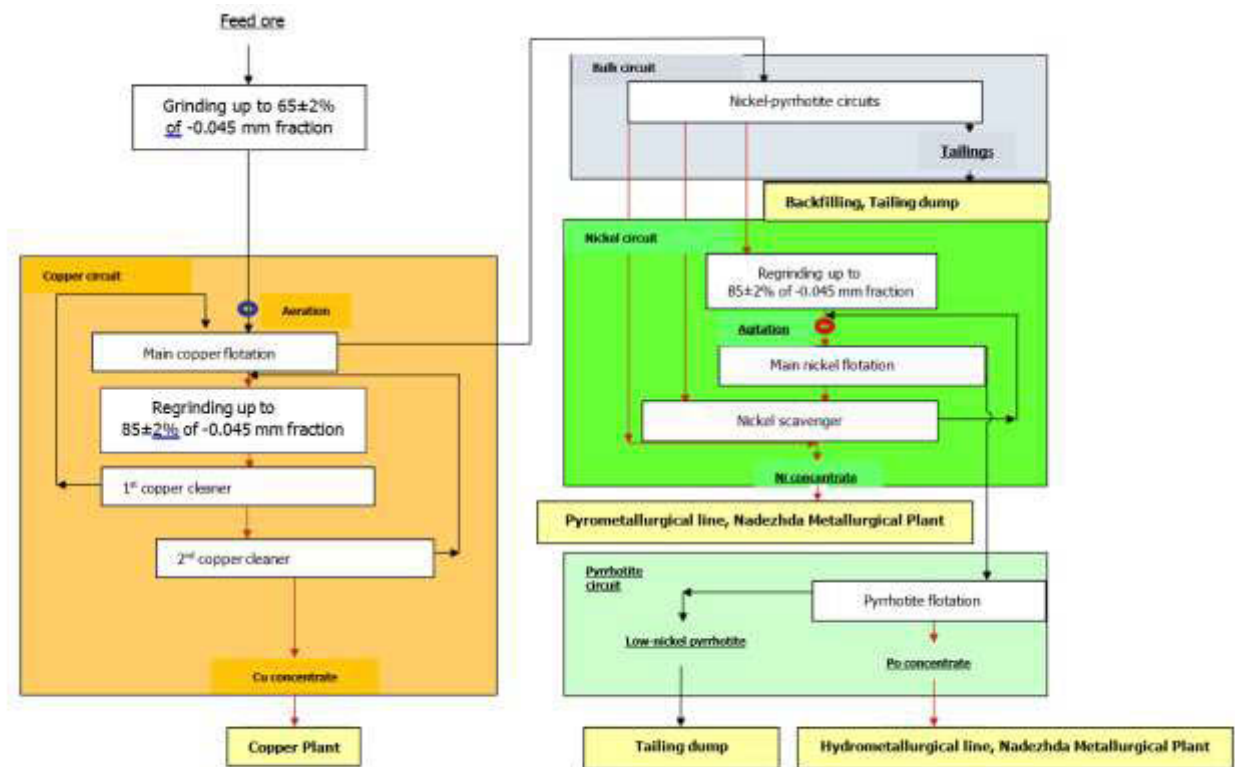 Feed ore
Grinding up to 65±2%
of -0.045 mm fraction
Copper circuit
Aeration
Main copper flotation
Regrinding up to
85±2% of -0.045 mm fraction
1st copper cleaner
2nd copper cleaner
Cu concentrate
Copper Plant
Bulk circuit
Nickel-pyrrhotite circuits
Tailings
Backfilling, Tailing dump
Nickel circuit
Regrinding up to
85±2% of -0.045 mm fraction
Agitation
Main nickel flotation
Nickel scavenger
Ni concentrate
Pyrometallurgical line, Nadezhda Metallurgical Plant
Pyrrhotite
circuit
Pyrrhotite flotation
Low-nickel pyrrhotite
Po concentrate
Tailing dump
Hydrometallurgical line, Nadezhda Metallurgical Plant